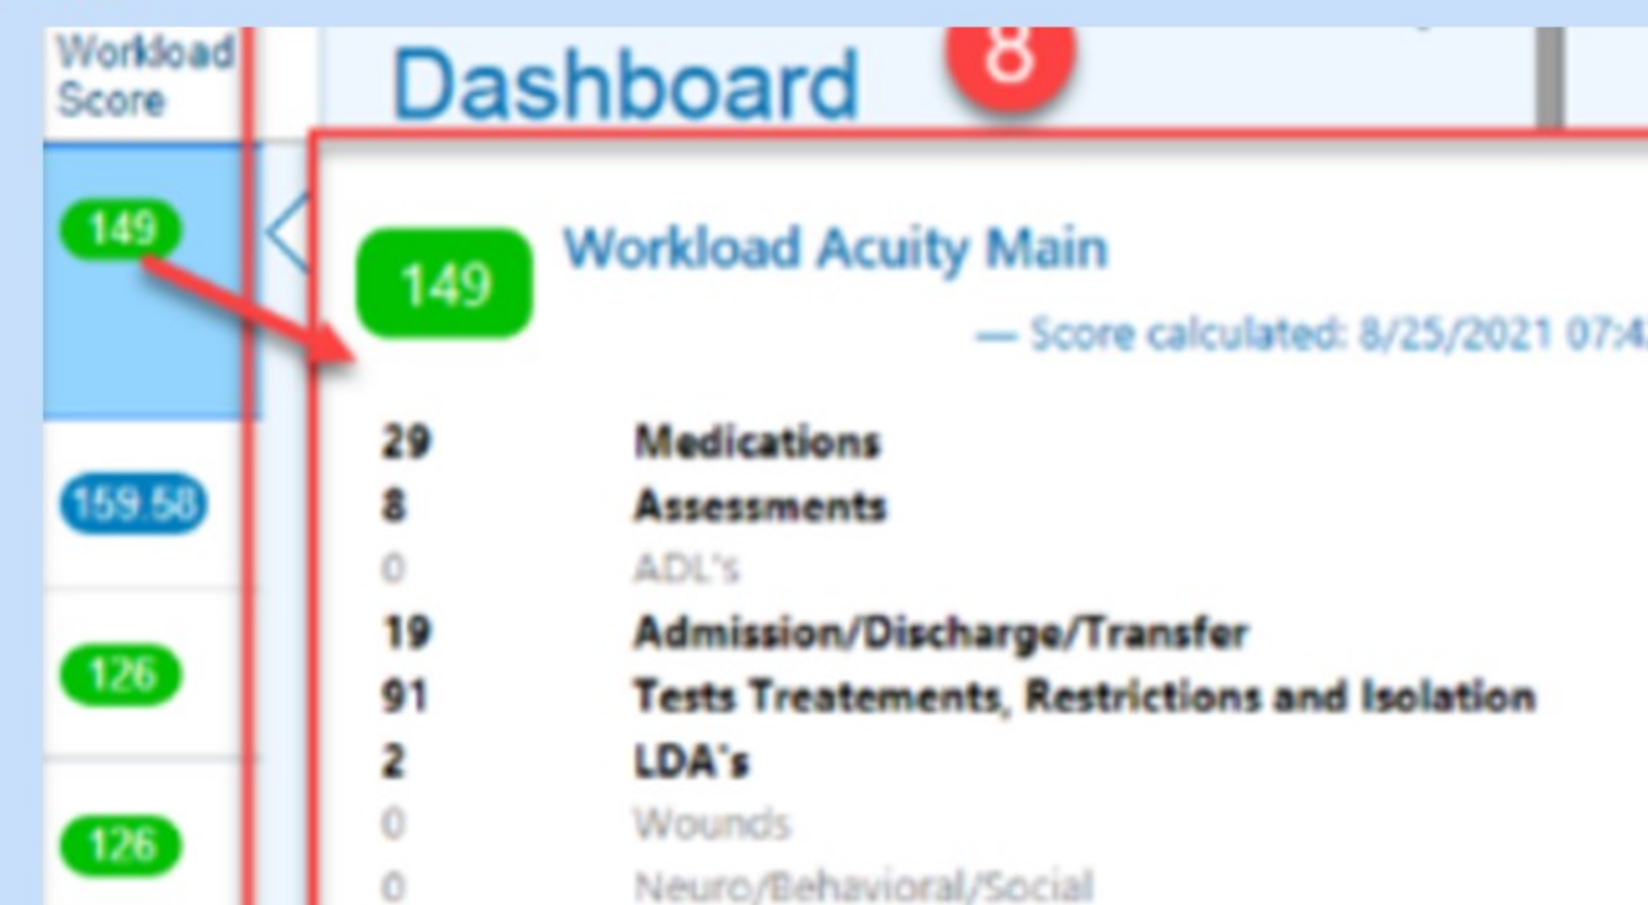 Workload
Score
Dashboard
8
149
159.58
126
126
149
Workload Acuity Main
— Score calculated: 8/25/2021 07:4
29 Medications
8 Assessments
0 ADL's
19 Admission/Discharge/Transfer
91 Tests Treatements, Restrictions and Isolation
2 LDA's
0 Wounds
0 Neuro/Behavioral/Social